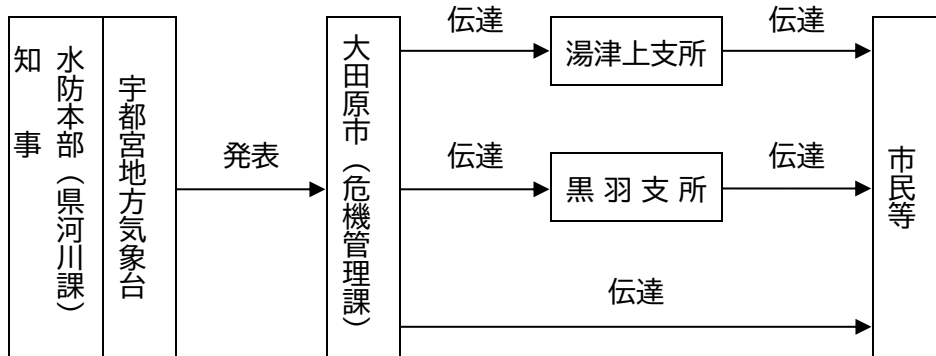 知事
水防本部（県河川課）
宇都宮地方気象台
発表
大田原市（危機管理課）
伝達
湯津上支所
伝達
伝達
黒羽支所
伝達
伝達
市民等